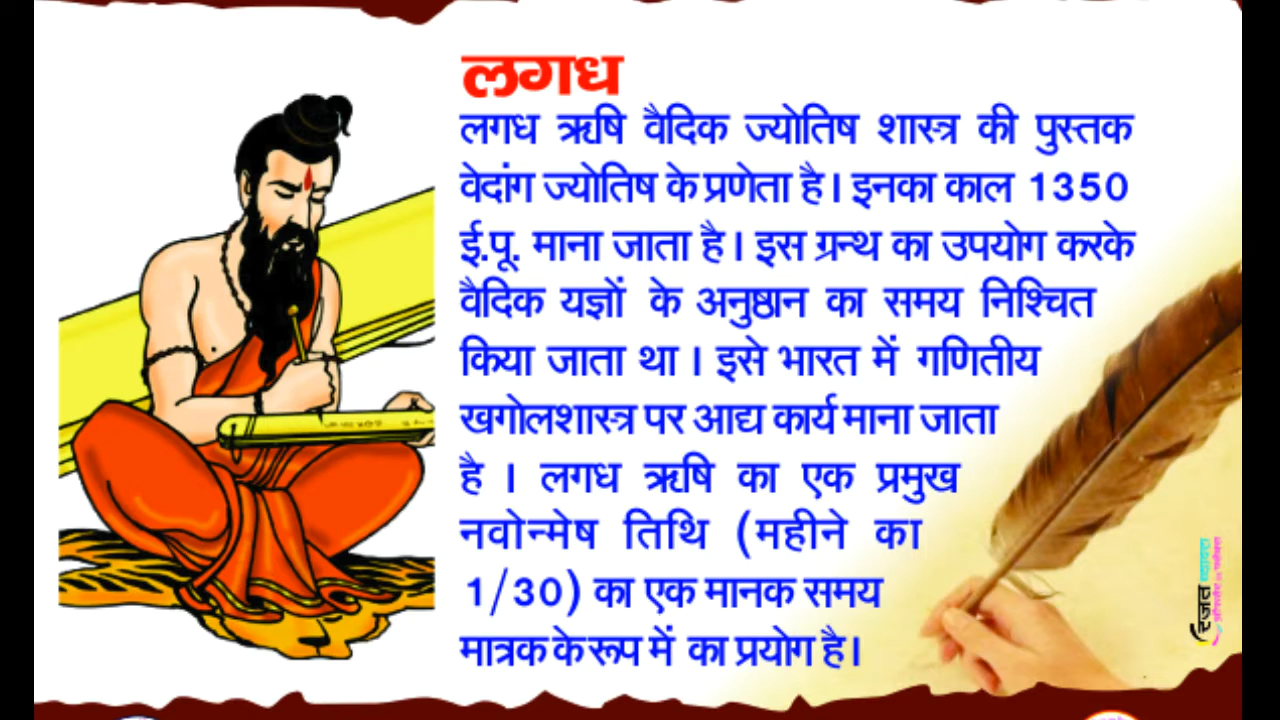 लगध
लगध ऋषि वैदिक ज्योतिष शास्त्र की पुस्तक
वेदांग ज्योतिष के प्रणेता है। इनका काल 1350
ई.पू. माना जाता है। इस ग्रन्थ का उपयोग करके
वैदिक यज्ञों के अनुष्ठान का समय निश्चित
किया जाता था । इसे भारत में गणितीय
खगोलशास्त्र पर आद्य कार्य माना जाता
है । लगध ऋषि का एक प्रमुख
नवोन्मेष तिथि (महीने का
1/30) का एक मानक समय
मात्रक के रूप में का प्रयोग है।
रजत